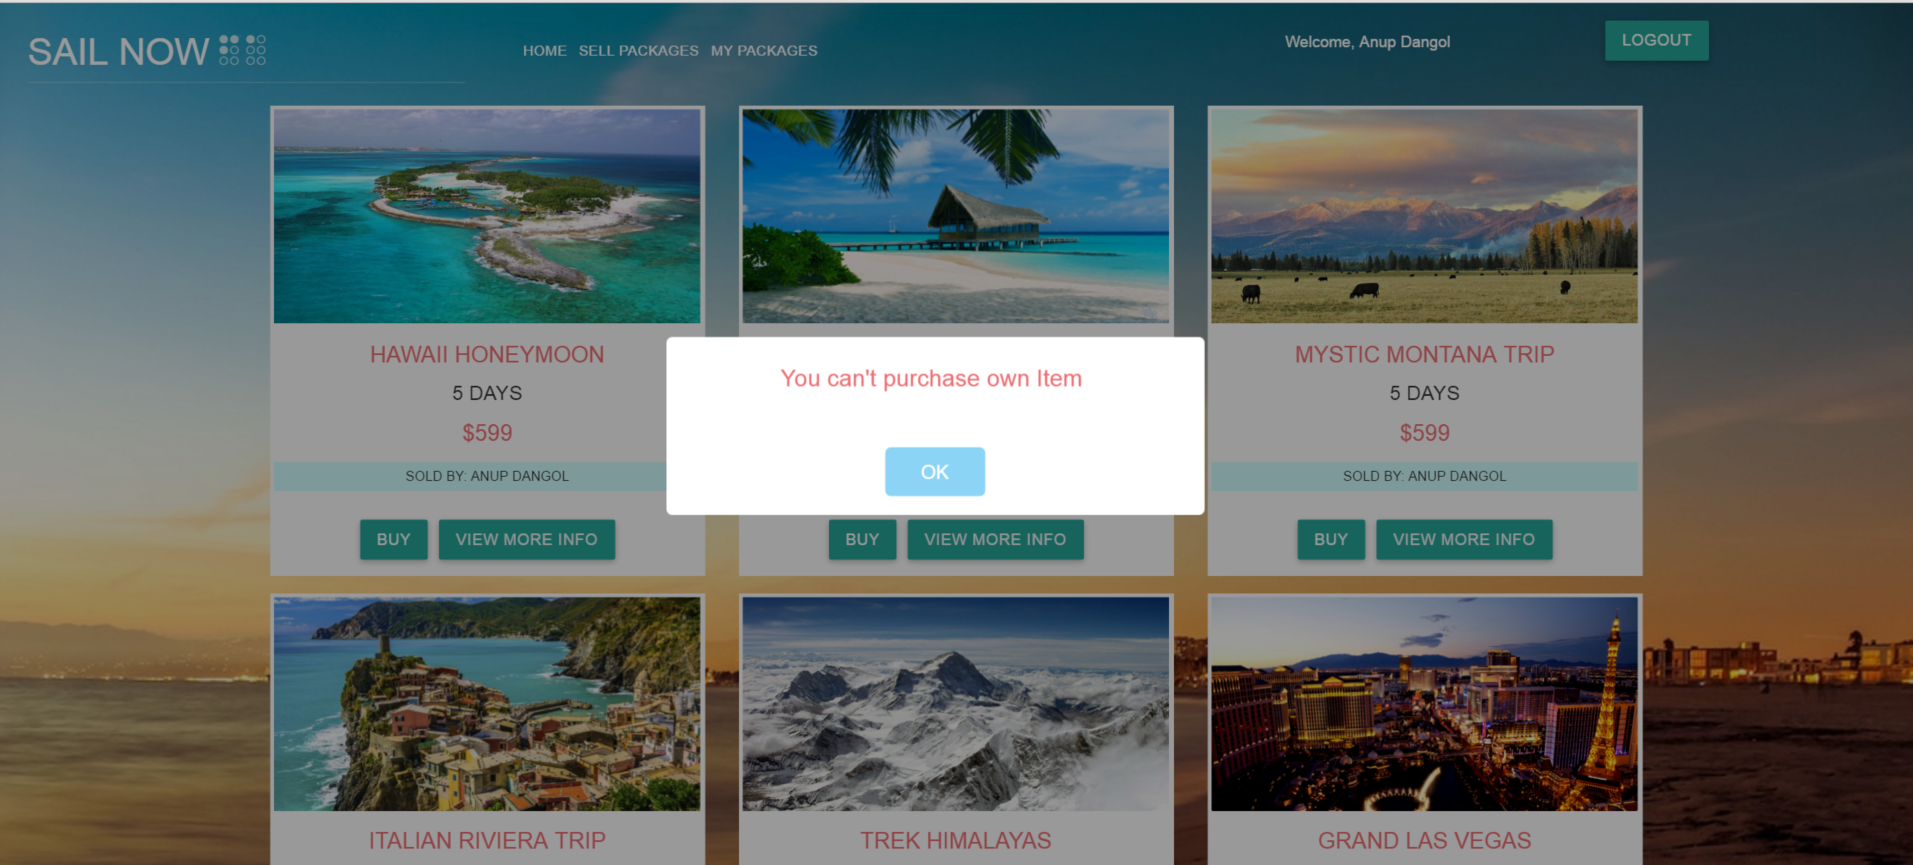 SAIL NOW
HOME SELL PACKAGES MY PACKAGES
Welcome, Anup Dangol
LOGOUT
HAWAII HONEYMOON
5 DAYS
$599
SOLD BY: ANUP DANGOL
BUY VIEW MORE INFO
You can't purchase own Item
OK
BUY VIEW MORE INFO
MYSTIC MONTANA TRIP
5 DAYS
$599
SOLD BY: ANUP DANGOL
BUY VIEW MORE INFO
ITALIAN RIVIERA TRIP
TREK HIMALAYAS
GRAND LAS VEGAS